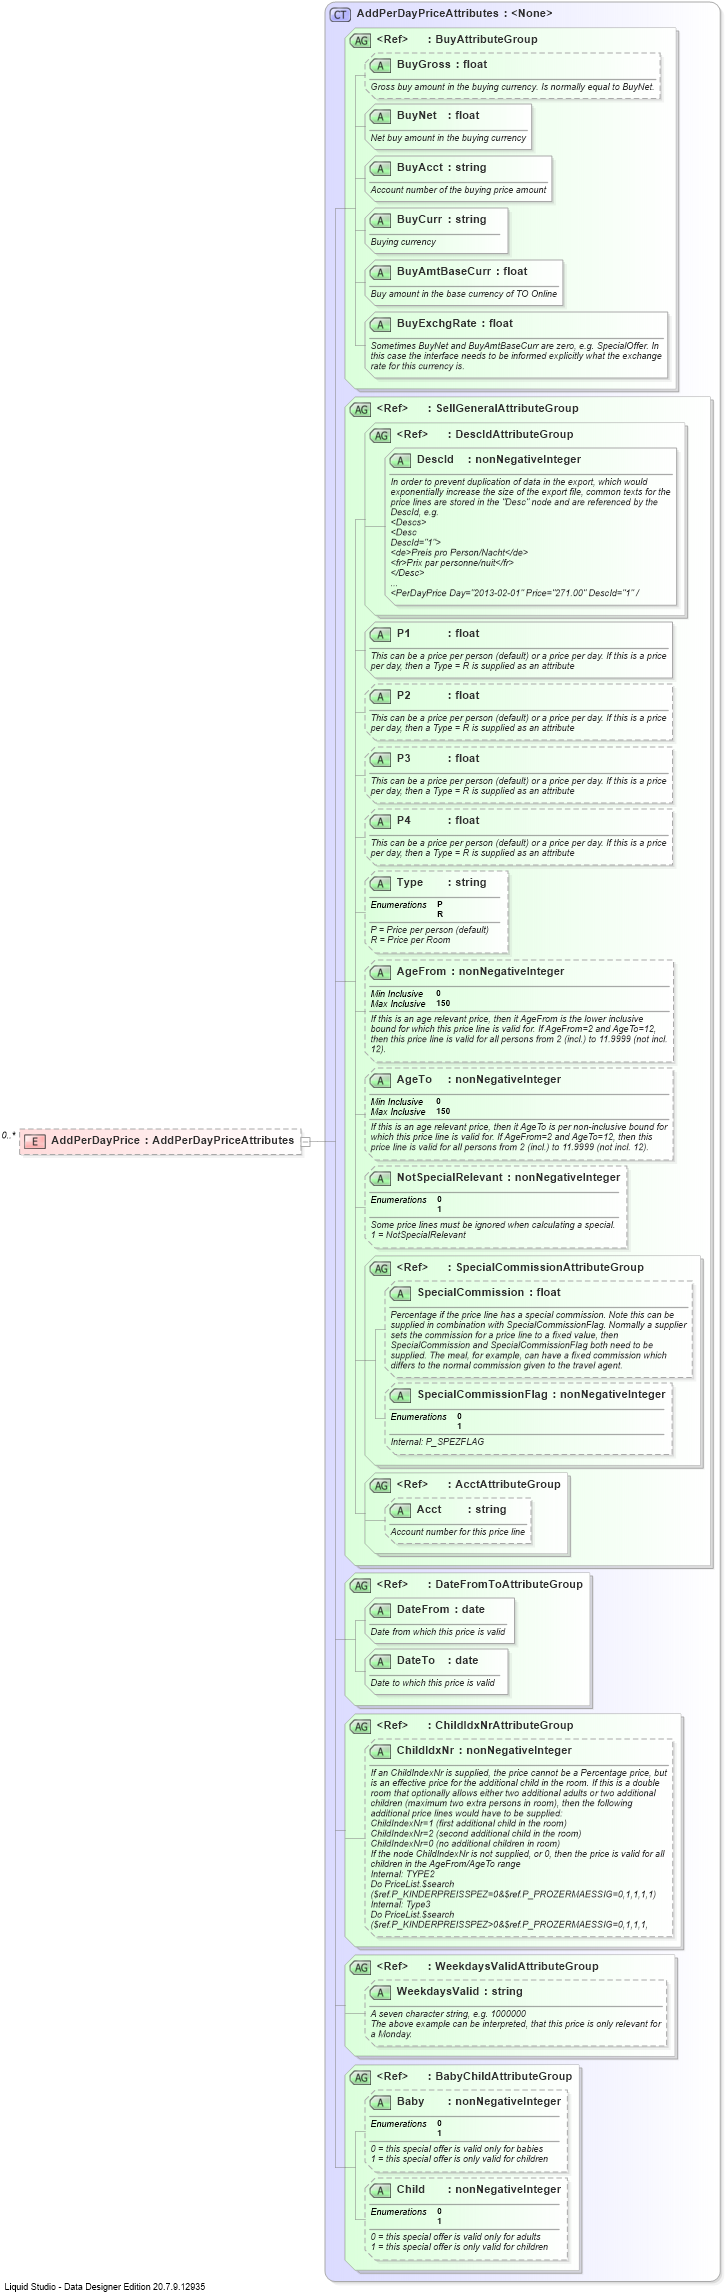 CT AddPerDayPriceAttributes : <None>
AG <Ref> : BuyAttributeGroup
A BuyGross : float
Gross buy amount in the buying currency. Is normally equal to BuyNet.
A BuyNet : float
Net buy amount in the buying currency
A BuyAcct : string
Account number of the buying price amount
A BuyCurr : string
Buying currency
A BuyAmtBaseCurr : float
Buy amount in the base currency of TO Online
A BuyExchgRate : float
Sometimes BuyNet and BuyAmtBaseCurr are zero, e.g. SpecialOffer. In
this case the interface needs to be informed explicitly what the exchange
rate for this currency is.
AG <Ref> : SellGeneralAttributeGroup
AG <Ref> : DescIdAttributeGroup
A DescId : nonNegativeInteger
In order to prevent duplication of data in the export, which would
exponentially increase the size of the export file, common texts for the
price lines are stored in the "Desc" node and are referenced by the
DescId, e.g.
<Descs>
<Desc
DescId="1">
<de>Preis pro Person/Nacht</de>
<fr>Prix par personne/nuit</fr>
</Desc>
...
<PerDayPrice Day="2013-02-01" Price="271.00" DescId="1" /
A P1 : float
This can be a price per person (default) or a price per day. If this is a price
per day, then a Type = R is supplied as an attribute
A P2 : float
This can be a price per person (default) or a price per day. If this is a price
per day, then a Type = R is supplied as an attribute
A P3 : float
This can be a price per person (default) or a price per day. If this is a price
per day, then a Type = R is supplied as an attribute
A P4 : float
This can be a price per person (default) or a price per day. If this is a price
per day, then a Type = R is supplied as an attribute
A Type : string
Enumerations P
R
P = Price per person (default)
R = Price per Room
A AgeFrom : nonNegativeInteger
Min Inclusive 0
Max Inclusive 150
If this is an age relevant price, then it AgeFrom is the lower inclusive
bound for which this price line is valid for. If AgeFrom=2 and AgeTo=12,
then this price line is valid for all persons from 2 (incl.) to 11.9999 (not incl.
12).
A AgeTo : nonNegativeInteger
Min Inclusive 0
Max Inclusive 150
If this is an age relevant price, then it AgeTo is per non-inclusive bound for
which this price line is valid for. If AgeFrom=2 and AgeTo=12, then this
price line is valid for all persons from 2 (incl.) to 11.9999 (not incl. 12).
0..* E AddPerDayPrice : AddPerDayPriceAttributes
A NotSpecialRelevant : nonNegativeInteger
Enumerations 0
1
Some price lines must be ignored when calculating a special.
1 = NotSpecialRelevant
AG <Ref> : SpecialCommissionAttributeGroup
A SpecialCommission : float
Percentage if the price line has a special commission. Note this can be
supplied in combination with SpecialCommissionFlag. Normally a supplier
sets the commission for a price line to a fixed value, then
SpecialCommission and SpecialCommissionFlag both need to be
supplied. The meal, for example, can have a fixed commission which
differs to the normal commission given to the travel agent.
A SpecialCommissionFlag : nonNegativeInteger
Enumerations 0
1
Internal: P_SPEZFLAG
AG <Ref> : AcctAttributeGroup
A Acct : string
Account number for this price line
AG <Ref> : DateFromToAttributeGroup
A DateFrom : date
Date from which this price is valid
A DateTo : date
Date to which this price is valid
AG <Ref> : ChildIdxNrAttributeGroup
A ChildIdxNr : nonNegativeInteger
If an ChildIndexNr is supplied, the price cannot be a Percentage price, but
is an effective price for the additional child in the room. If this is a double
room that optionally allows either two additional adults or two additional
children (maximum two extra persons in room), then the following
additional price lines would have to be supplied:
ChildIndexNr=1 (first additional child in the room)
ChildIndexNr=2 (second additional child in the room)
ChildIndexNr=0 (no additional children in room)
If the node ChildIndexNr is not supplied, or 0, then the price is valid for all
children in the AgeFrom/AgeTo range
Internal: TYPE2
Do PriceList.$search
($ref.P_KINDERPREISSPEZ=0&$ref.P_PROZERMAESSIG=0,1,1,1,1)
Internal: Type3
Do PriceList.$search
($ref.P_KINDERPREISSPEZ>0&$ref.P_PROZERMAESSIG=0,1,1,1,
AG <Ref> : WeekdaysValidAttributeGroup
A WeekdaysValid : string
A seven character string, e.g. 1000000
The above example can be interpreted, that this price is only relevant for
a Monday.
AG <Ref> : BabyChildAttributeGroup
A Baby : nonNegativeInteger
Enumerations 0
1
0 = this special offer is valid only for babies
1 = this special offer is only valid for children
A Child : nonNegativeInteger
Enumerations 0
1
0 = this special offer is valid only for adults
1 = this special offer is only valid for children
Liquid Studio - Data Designer Edition 20.7.9.12935